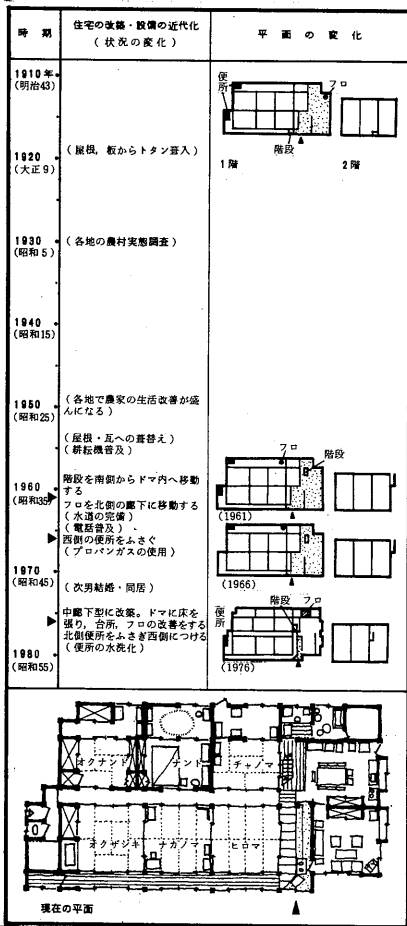 時期
住宅の改築・設備の近代化
(状況の変化)
平面の変化
1910年
(明治43)
便所
フロ
階段
1階
2階
(屋根,板からトタン葺入)
1920
(大正9)
1930
(昭和5)
(各地の農村実態調査)
1940
(昭和15)
1950
(昭和25)
(各地で農家の生活改善が盛
んになる)
(屋根・瓦への葺替え)
(耕耘機普及)
1960
(昭和35)
階段を南側からドマ内へ移動
する
フロを北側の廊下に移動する
(水道の完備)
(電話普及)
西側の便所をふさぐ
(プロパンガスの使用)
フロ
階段
(1961)
(1966)
1970
(昭和45)
(次男結婚・同居)
中廊下型に改築。ドマに床を
張り,台所,フロの改善をする
北側便所をふさぎ西側につける
(便所の水洗化)
1980
(昭和55)
便所
階段
フロ
(1976)
オクナンド
ナンド
チャノマ
オクザシキ
ナカノマ
ヒロマ
現在の平面